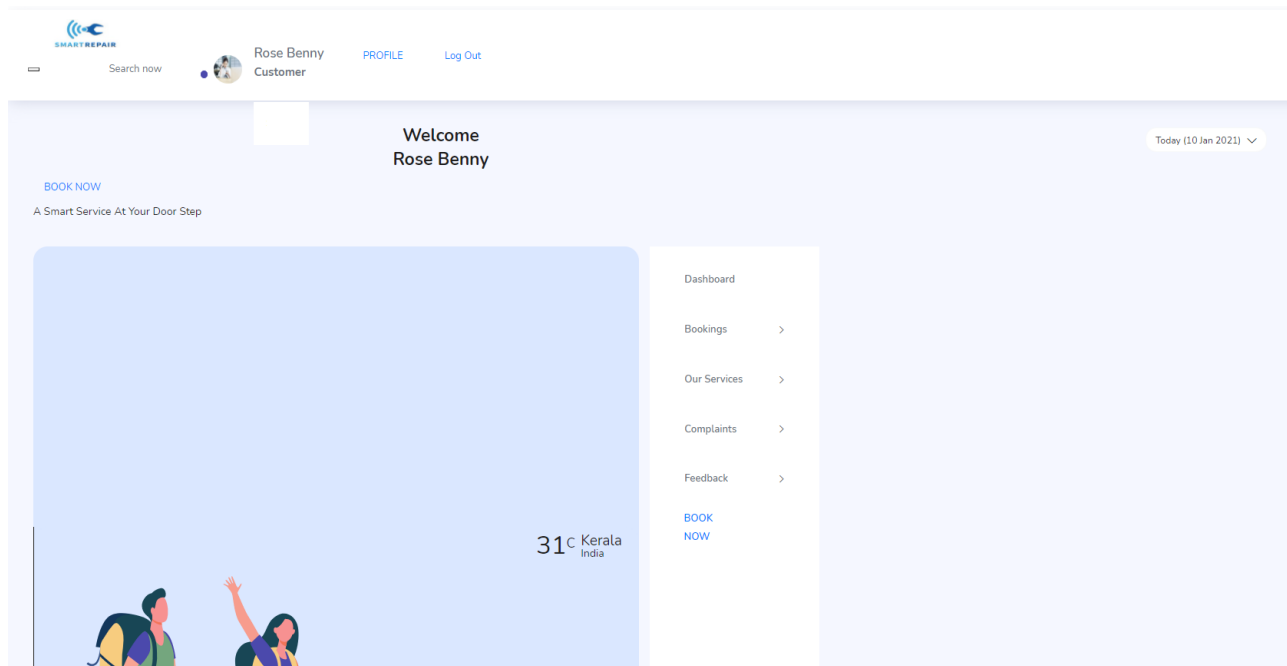 SMARTREPAIR
Search now
Rose Benny
Customer
PROFILE
Log Out
Welcome
Rose Benny
Today (10 Jan 2021)
BOOK NOW
A Smart Service At Your Door Step
31C Kerala
India
Dashboard
Bookings
Our Services
Complaints
Feedback
BOOK
NOW